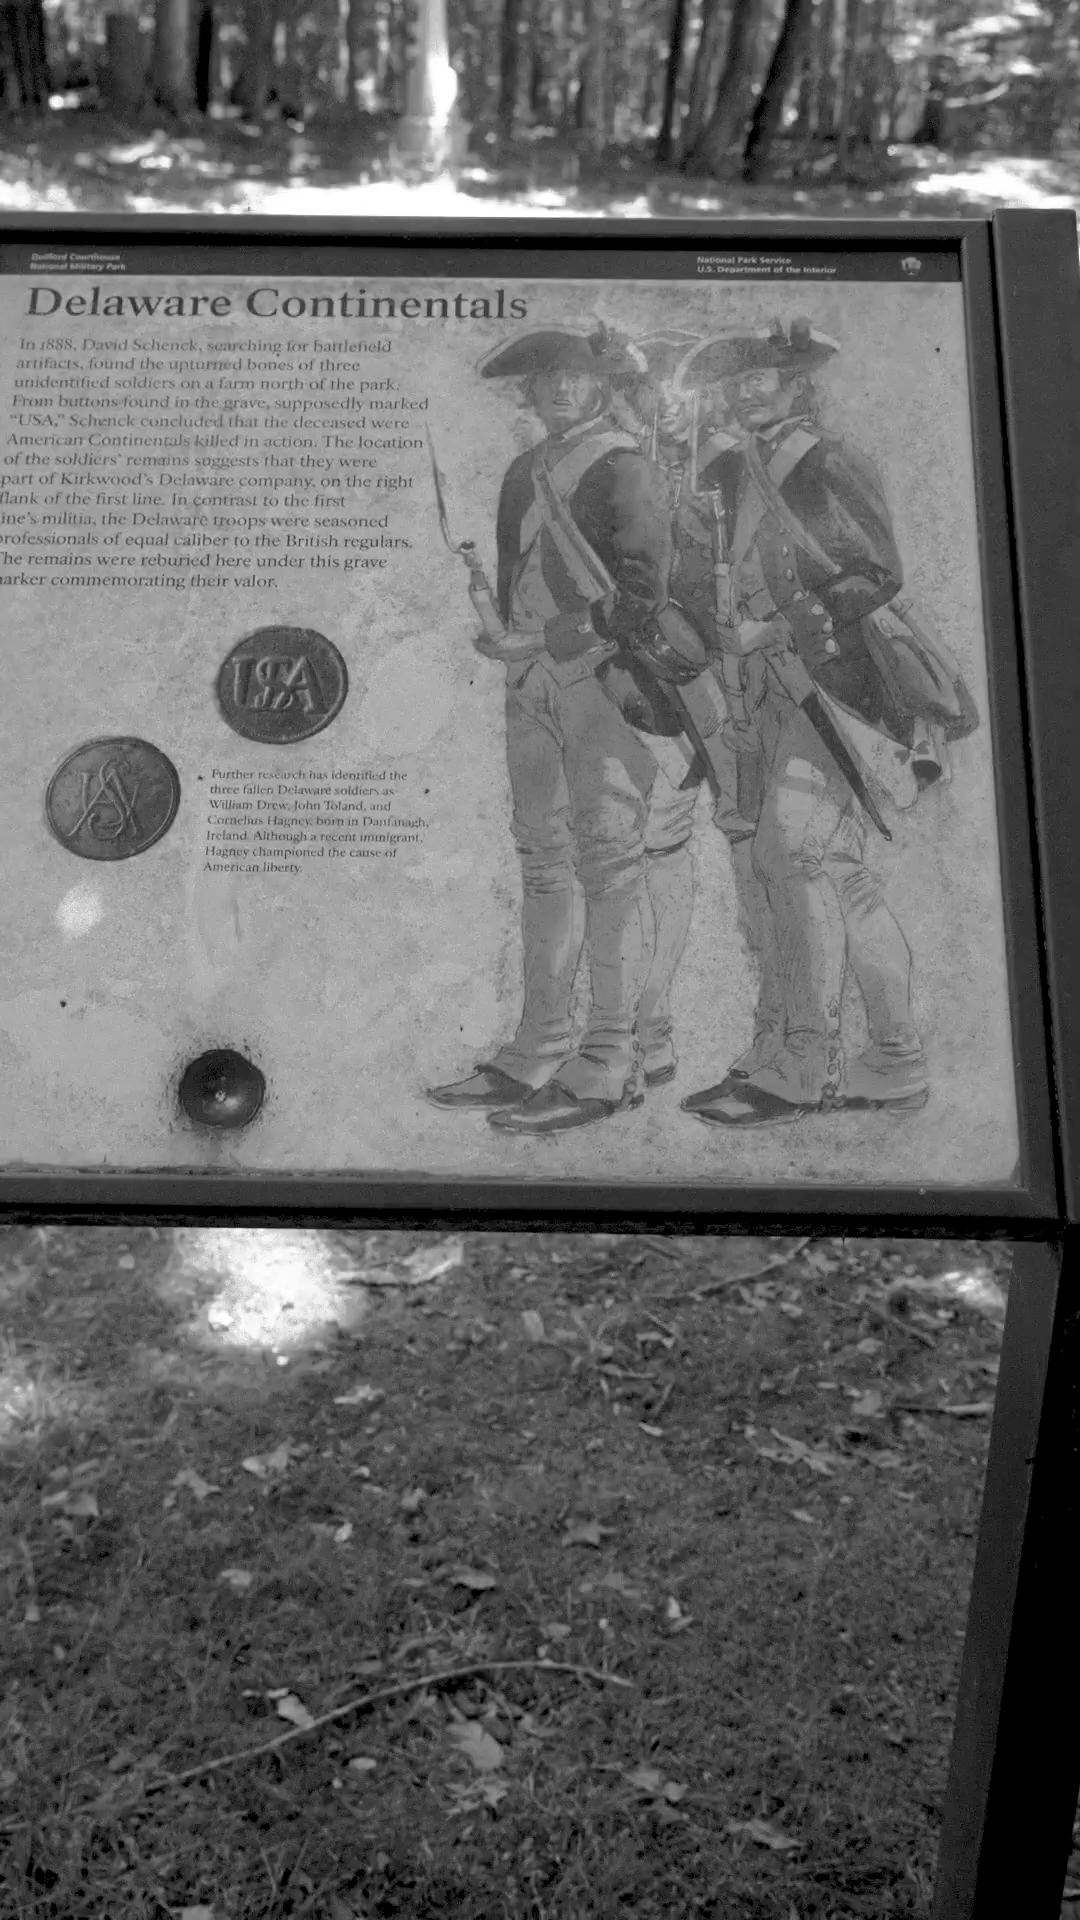 Guilford Courthouse
National Military Park
National Park Service
U.S. Department of the Interior
Delaware Continentals
In 1888, David Schenck, searching for battlefield
artifacts, found the upturned bones of three
unidentified soldiers on a farm north of the park.
From buttons found in the grave, supposedly marked
"USA," Schenck concluded that the deceased were
American Continentals killed in action. The location
of the soldiers' remains suggests that they were
part of Kirkwood's Delaware company, on the right
flank of the first line. In contrast to the first
ine's militia, the Delaware troops were seasoned
rofessionals of equal caliber to the British regulars.
he remains were reburied here under this grave
arker commemorating their valor.
USA
USA
Further research has identified the
three fallen Delaware soldiers as
William Drew, John Toland, and
Cornelius Hagney, born in Danfanagh,
Ireland. Although a recent immigrant,
Hagney championed the cause of
American liberty.